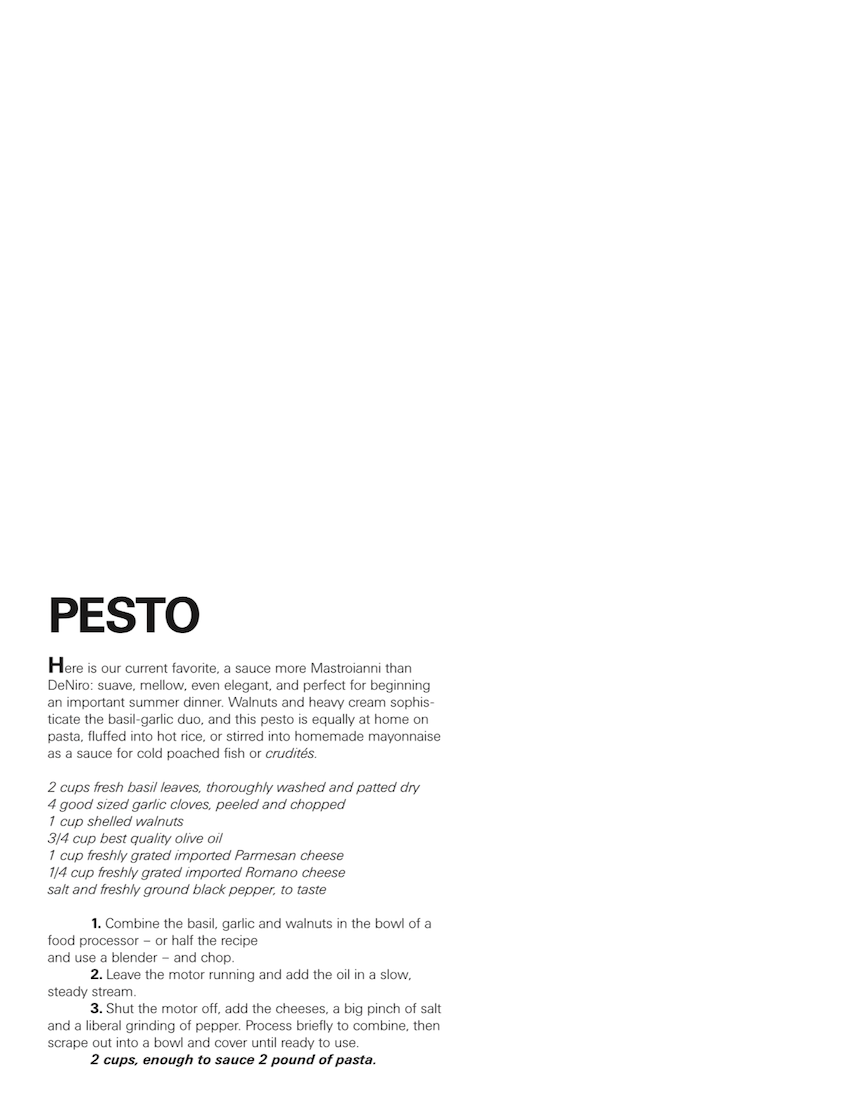 PESTO
Here is our current favorite, a sauce more Mastroianni than
DeNiro: suave, mellow, even elegant, and perfect for beginning
an important summer dinner. Walnuts and heavy cream sophis-
ticate the basil-garlic duo, and this pesto is equally at home on
pasta, fluffed into hot rice, or stirred into homemade mayonnaise
as a sauce for cold poached fish or crudités.
2 cups fresh basil leaves, thoroughly washed and patted dry
4 good sized garlic cloves, peeled and chopped
1 cup shelled walnuts
3/4 cup best quality olive oil
1 cup freshly grated imported Parmesan cheese
1/4 cup freshly grated imported Romano cheese
salt and freshly ground black pepper, to taste
1. Combine the basil, garlic and walnuts in the bowl of a
food processor – or half the recipe
and use a blender – and chop.
2. Leave the motor running and add the oil in a slow,
steady stream.
3. Shut the motor off, add the cheeses, a big pinch of salt
and a liberal grinding of pepper. Process briefly to combine, then
scrape out into a bowl and cover until ready to use.
2 cups, enough to sauce 2 pound of pasta.